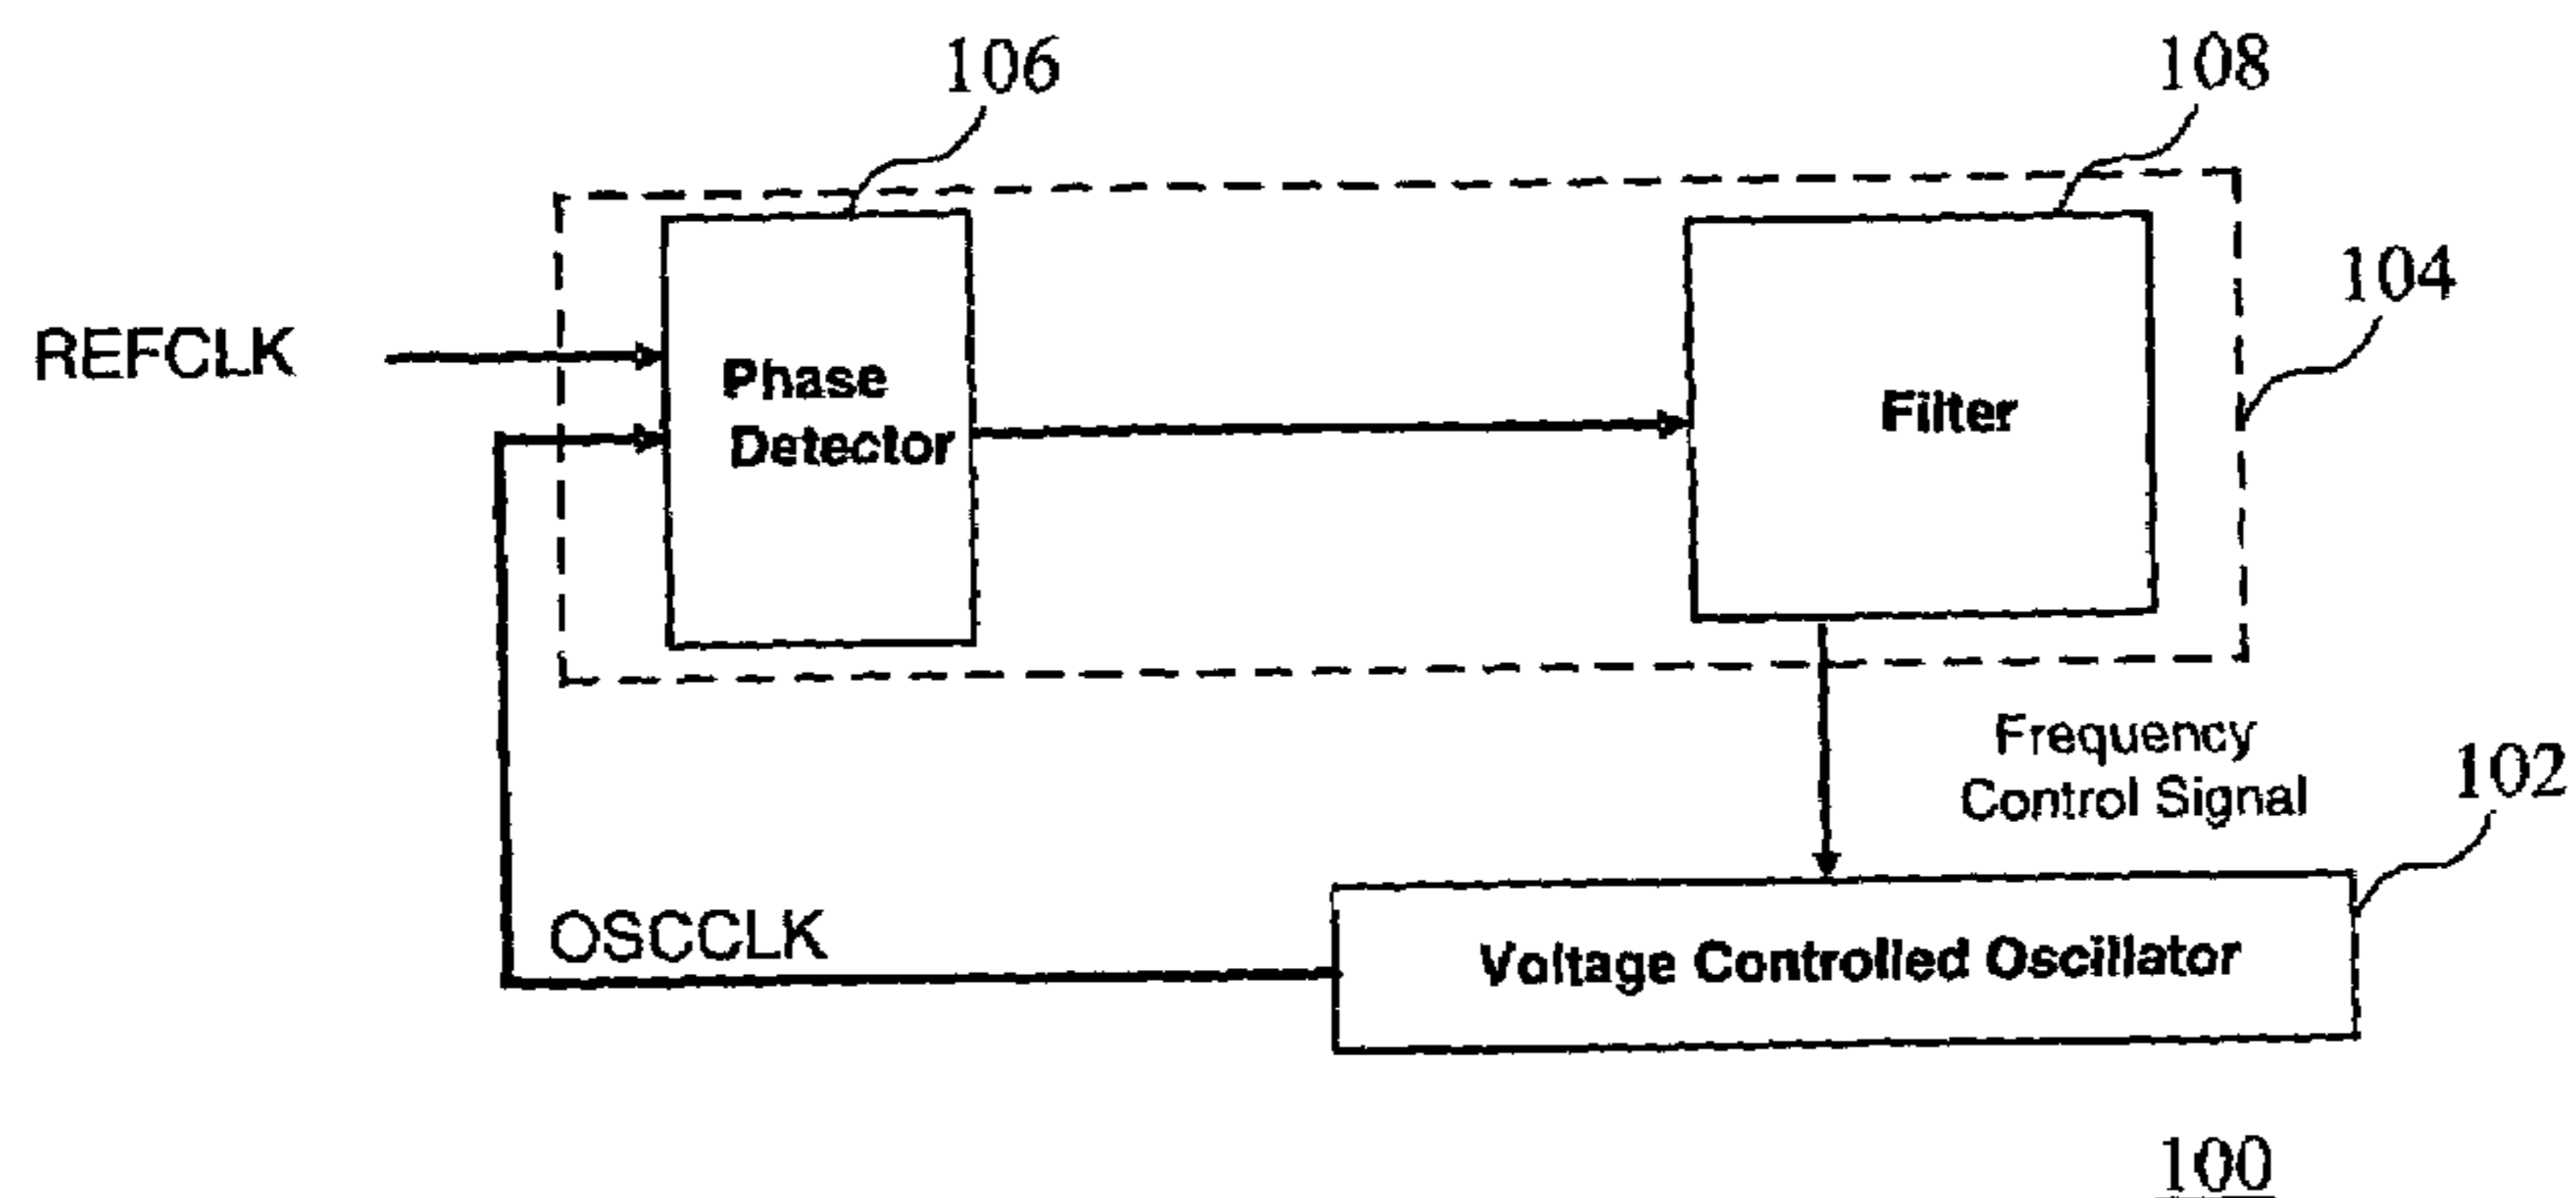 106
108
104
REFCLK
Phase
Detector
Filter
Frequency
Control Signal
102
OSCCLK
Voltage Controlled Oscillator
100